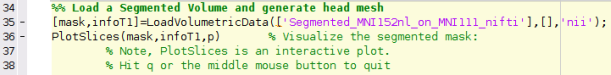 34 %% Load a Segmented Volume and generate head mesh
35 - [mask,infoT1]=LoadVolumetricData(['Segmented_MNI152nl_on_MNI111_nifti'],[],'nii');
36 - PlotSlices(mask,infoT1,p) % Visualize the segmented mask:
37 % Note, PlotSlices is an interactive plot.
38 % Hit q or the middle mouse button to quit